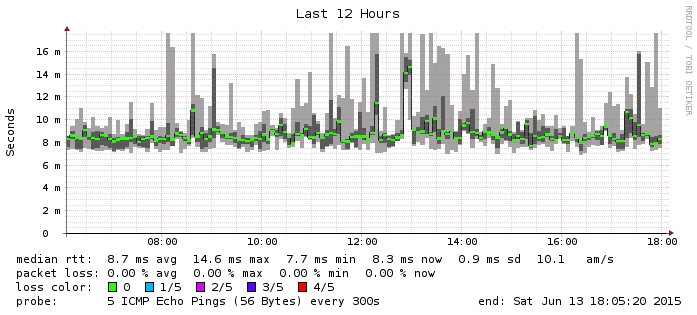 Last 12 Hours
RRDTOOL / TOBI OETIKER
Seconds
16 m
14 m
12 m
10 m
8 m
6 m
4 m
2 m
0
08:00 10:00 12:00 14:00 16:00 18:00
median rtt: 8.7 ms avg 14.6 ms max 7.7 ms min 8.3 ms now 0.9 ms sd 10.1 am/s
packet loss: 0.00 % avg 0.00 % max 0.00 % min 0.00 % now
loss color: 0 1/5 2/5 3/5 4/5
probe: 5 ICMP Echo Pings (56 Bytes) every 300s end: Sat Jun 13 18:05:20 2015